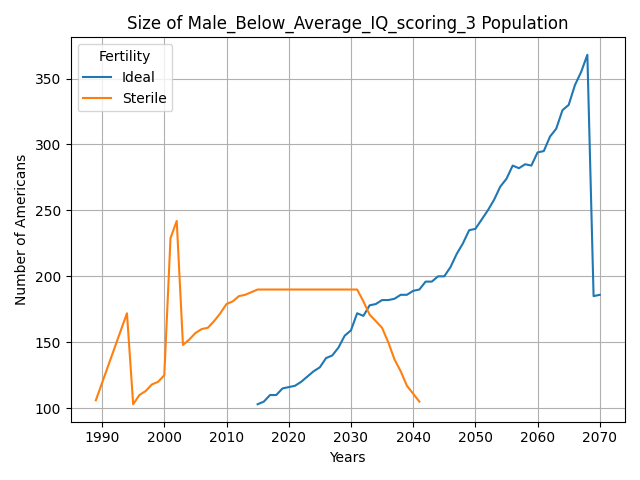 Size of Male_Below_Average_IQ_scoring_3 Population
Number of Americans
350
300
250
200
150
100
Fertility
Ideal
Sterile
1990 2000 2010 2020 2030 2040 2050 2060 2070
Years